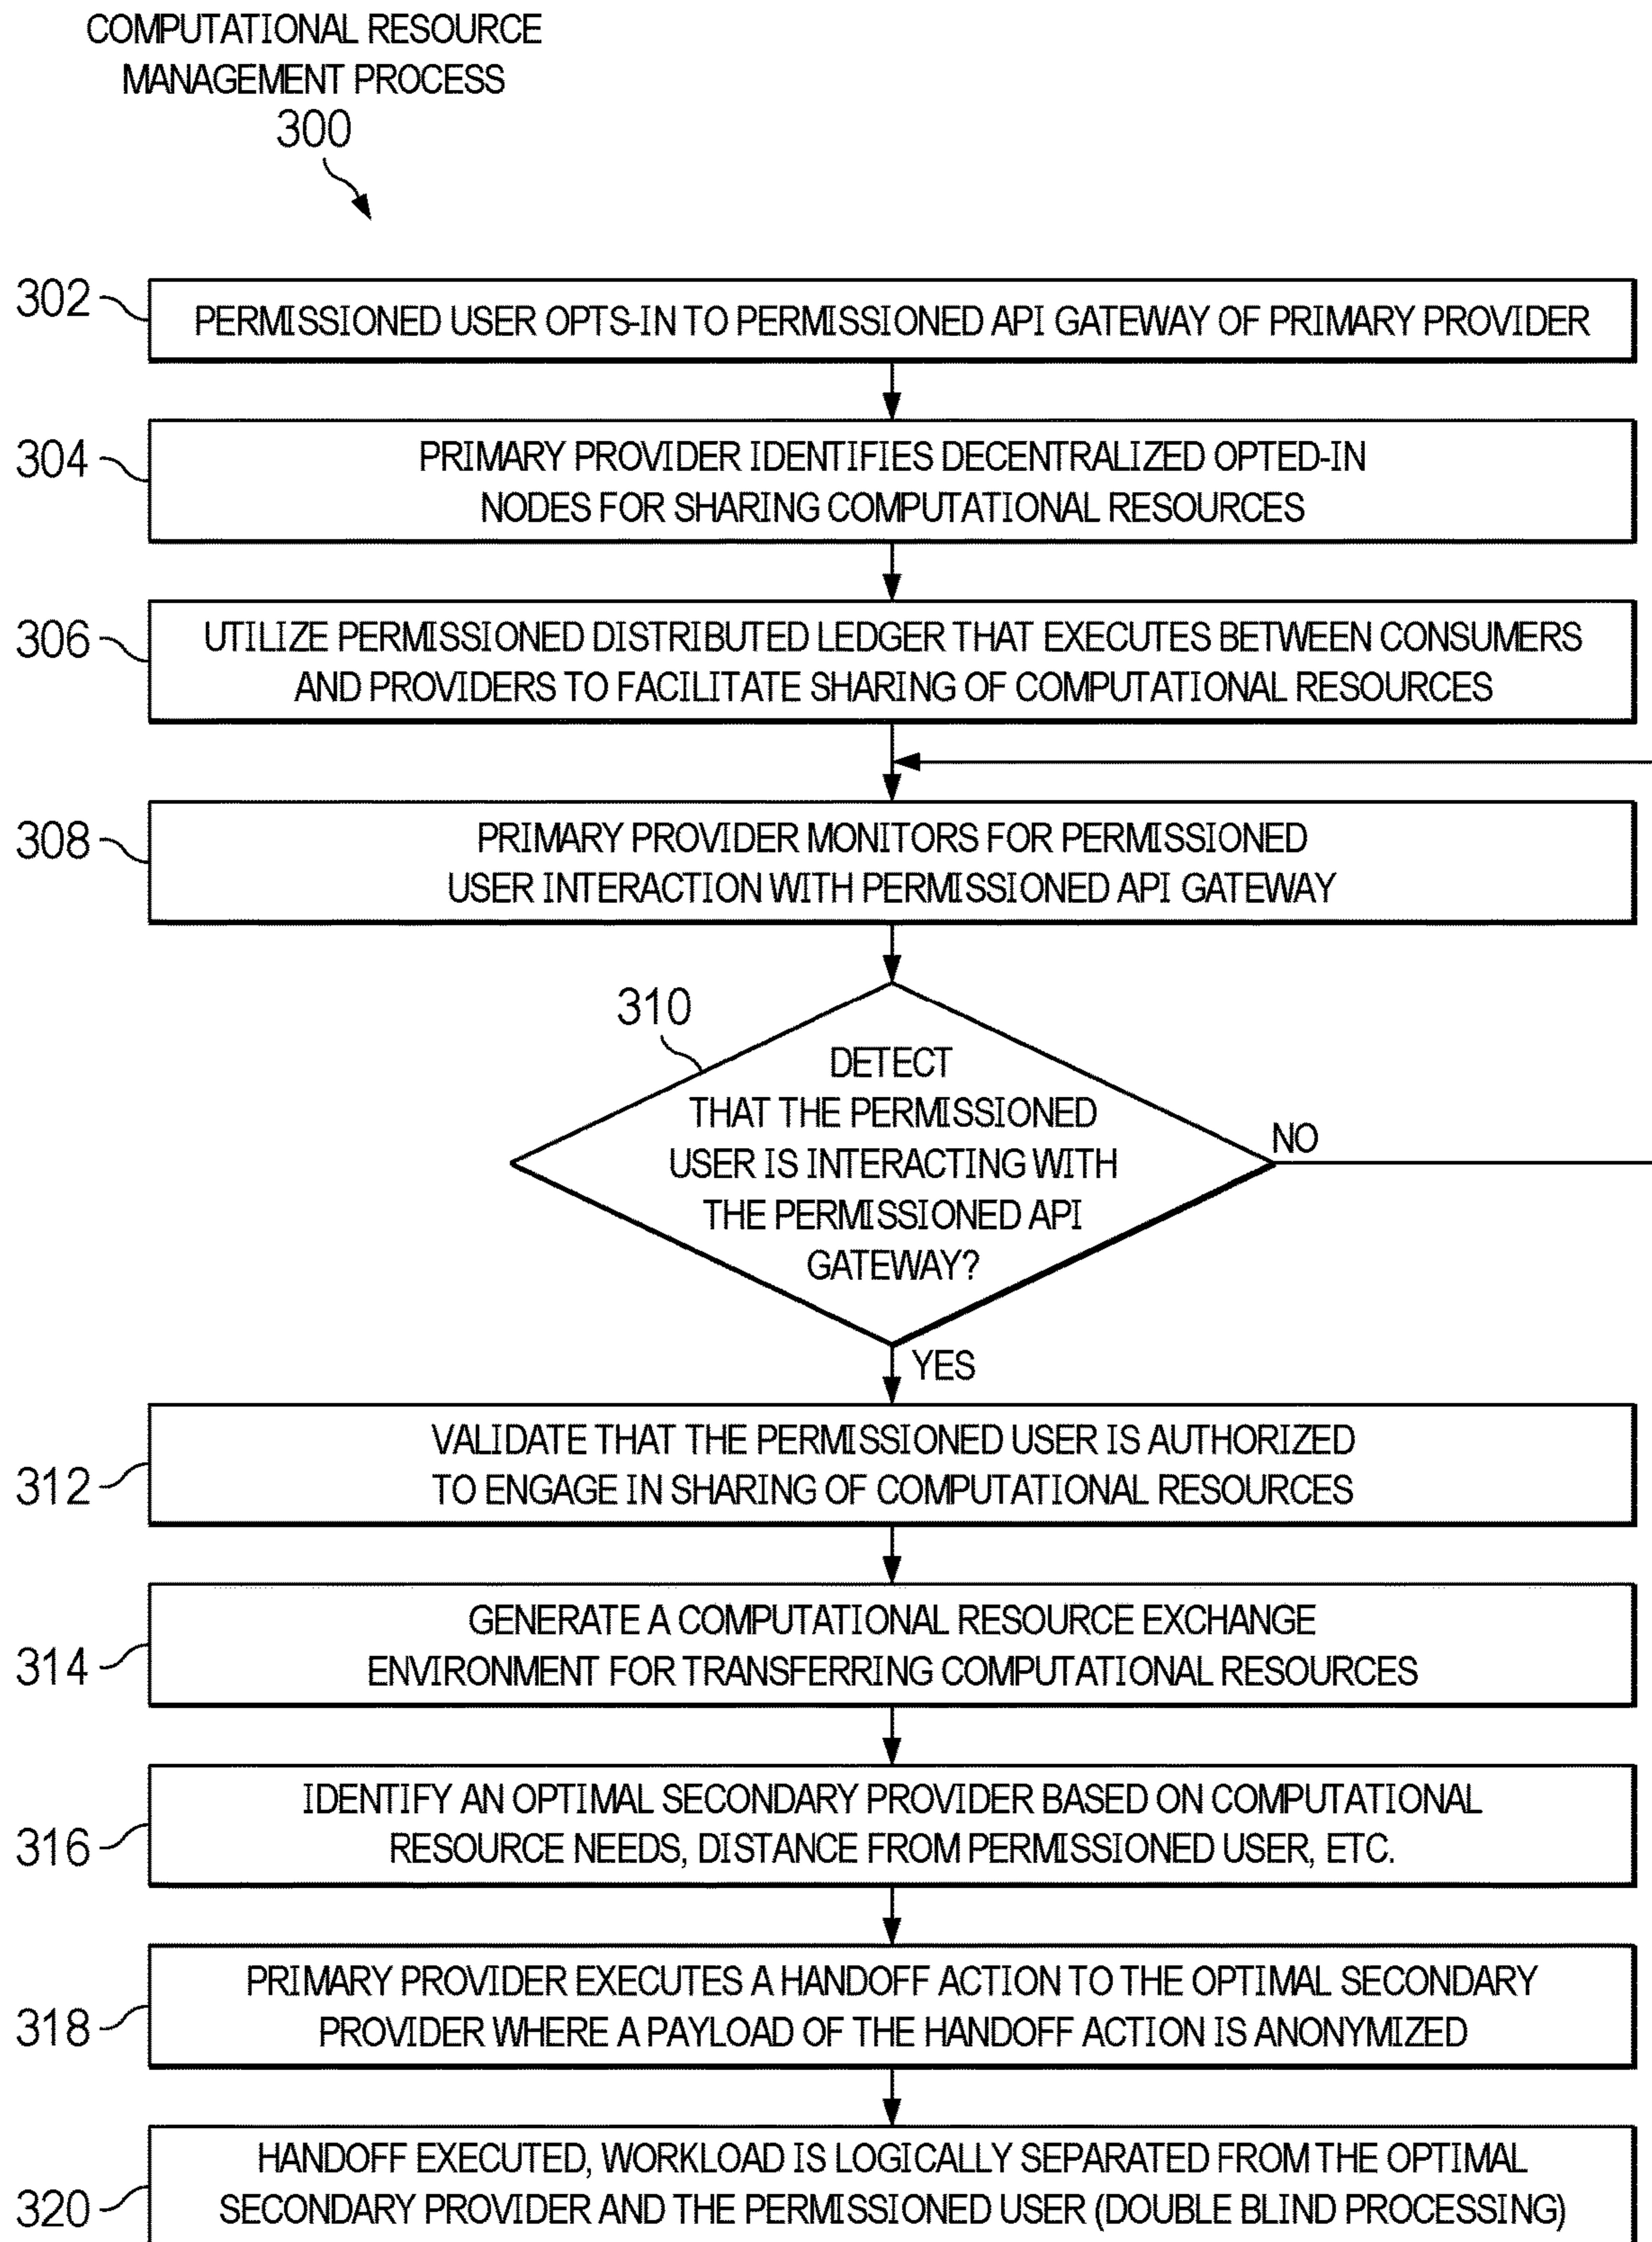 COMPUTATIONAL RESOURCE
MANAGEMENT PROCESS
300
302
PERMISSIONED USER OPTS-IN TO PERMISSIONED API GATEWAY OF PRIMARY PROVIDER
304
PRIMARY PROVIDER IDENTIFIES DECENTRALIZED OPTED-IN
NODES FOR SHARING COMPUTATIONAL RESOURCES
306
UTILIZE PERMISSIONED DISTRIBUTED LEDGER THAT EXECUTES BETWEEN CONSUMERS
AND PROVIDERS TO FACILITATE SHARING OF COMPUTATIONAL RESOURCES
308
PRIMARY PROVIDER MONITORS FOR PERMISSIONED
USER INTERACTION WITH PERMISSIONED API GATEWAY
310
DETECT
THAT THE PERMISSIONED
USER IS INTERACTING WITH
THE PERMISSIONED API
GATEWAY?
NO
YES
312
VALIDATE THAT THE PERMISSIONED USER IS AUTHORIZED
TO ENGAGE IN SHARING OF COMPUTATIONAL RESOURCES
314
GENERATE A COMPUTATIONAL RESOURCE EXCHANGE
ENVIRONMENT FOR TRANSFERRING COMPUTATIONAL RESOURCES
316
IDENTIFY AN OPTIMAL SECONDARY PROVIDER BASED ON COMPUTATIONAL
RESOURCE NEEDS, DISTANCE FROM PERMISSIONED USER, ETC.
318
PRIMARY PROVIDER EXECUTES A HANDOFF ACTION TO THE OPTIMAL SECONDARY
PROVIDER WHERE A PAYLOAD OF THE HANDOFF ACTION IS ANONYMIZED
320
HANDOFF EXECUTED, WORKLOAD IS LOGICALLY SEPARATED FROM THE OPTIMAL
SECONDARY PROVIDER AND THE PERMISSIONED USER (DOUBLE BLIND PROCESSING)